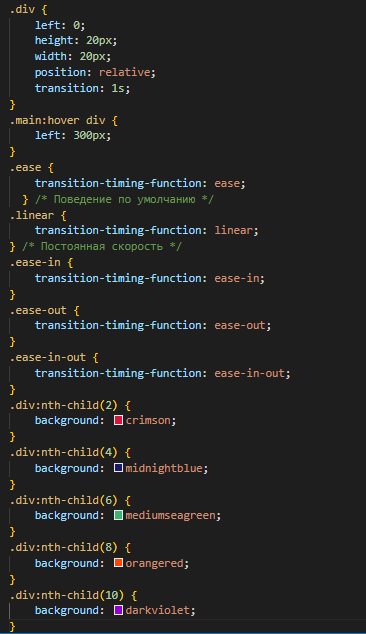 .div {
    left: 0;
    height: 20px;
    width: 20px;
    position: relative;
    transition: 1s;
}
.main:hover div {
    left: 300px;
}
.ease {
    transition-timing-function: ease;
  } /* Поведение по умолчанию */
.linear {
    transition-timing-function: linear;
} /* Постоянная скорость */
.ease-in {
    transition-timing-function: ease-in;
}
.ease-out {
    transition-timing-function: ease-out;
}
.ease-in-out {
    transition-timing-function: ease-in-out;
}
.div:nth-child(2) {
    background: crimson;
}
.div:nth-child(4) {
    background: midnightblue;
}
.div:nth-child(6) {
    background: mediumseagreen;
}
.div:nth-child(8) {
    background: orangered;
}
.div:nth-child(10) {
    background: darkviolet;
}